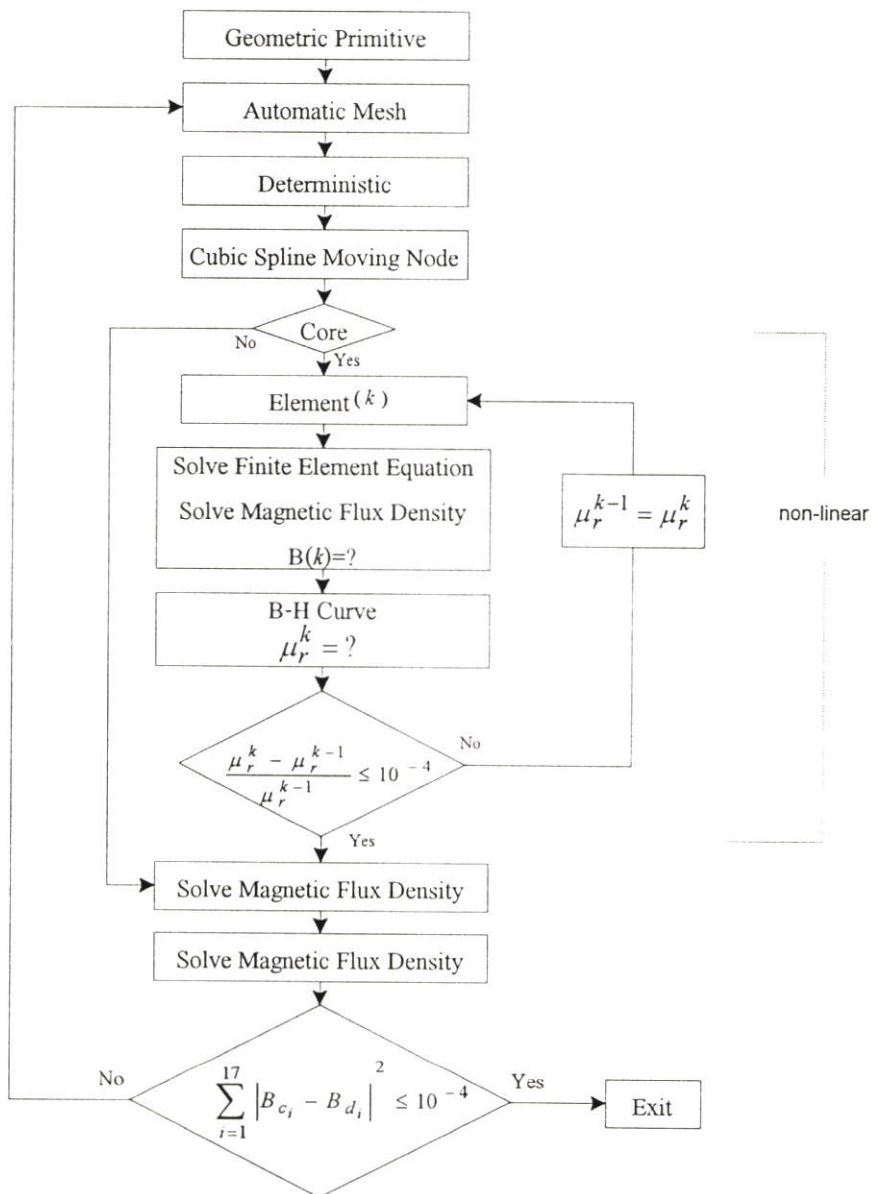 Geometric Primitive
Automatic Mesh
Deterministic
Cubic Spline Moving Node
Core
No
Yes
Element (k)
Solve Finite Element Equation
Solve Magnetic Flux Density
B(k)=?
μ_r^{k-1} = μ_r^k
non-linear
B-H Curve
μ_r^k = ?
\frac{μ_r^k - μ_r^{k-1}}{μ_r^{k-1}} ≤ 10^{-4}
No
Yes
Solve Magnetic Flux Density
Solve Magnetic Flux Density
No
\sum_{i=1}^{17} |B_{c_i} - B_{d_i}|^2 ≤ 10^{-4}
Yes
Exit